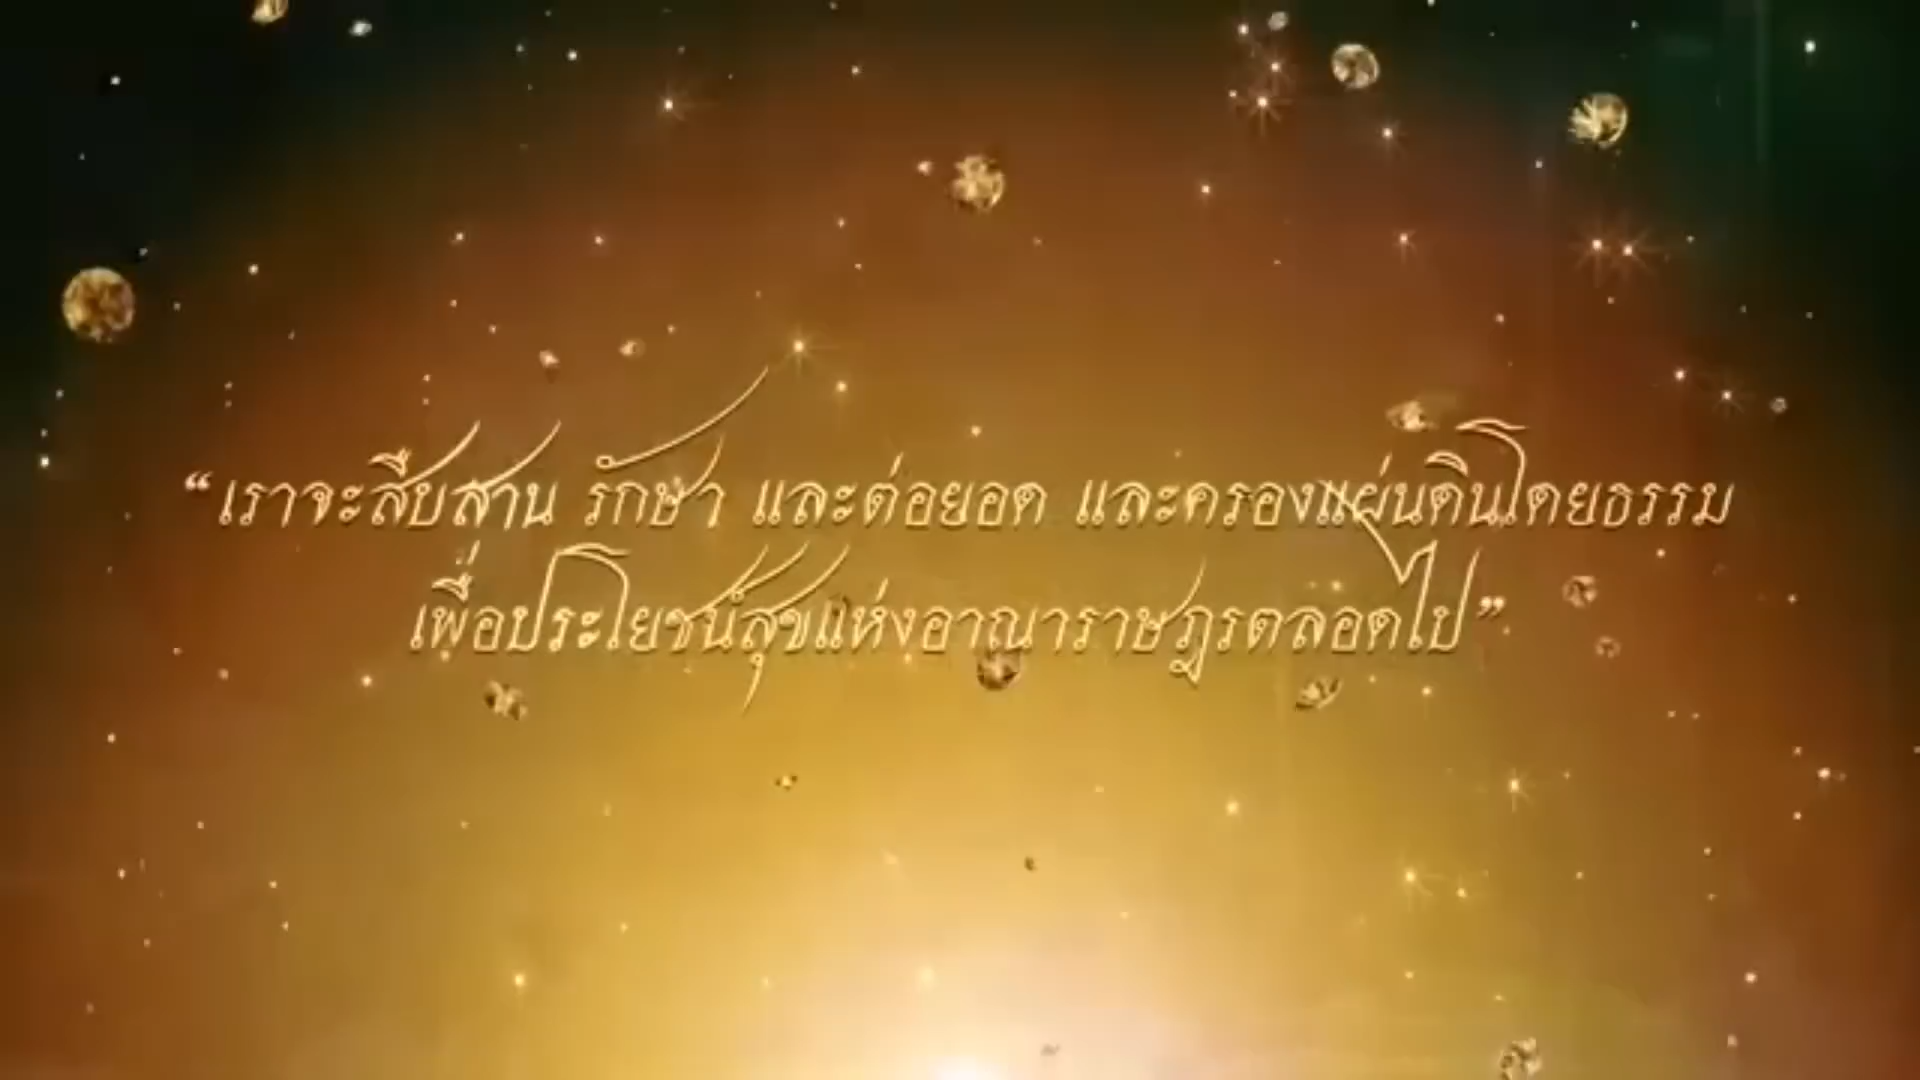 “เราจะสืบสาน รักษา และต่อยอด และครองแผ่นดินโดยธรรม
เพื่อประโยชน์สุขแห่งอาณาราษฎรตลอดไป”